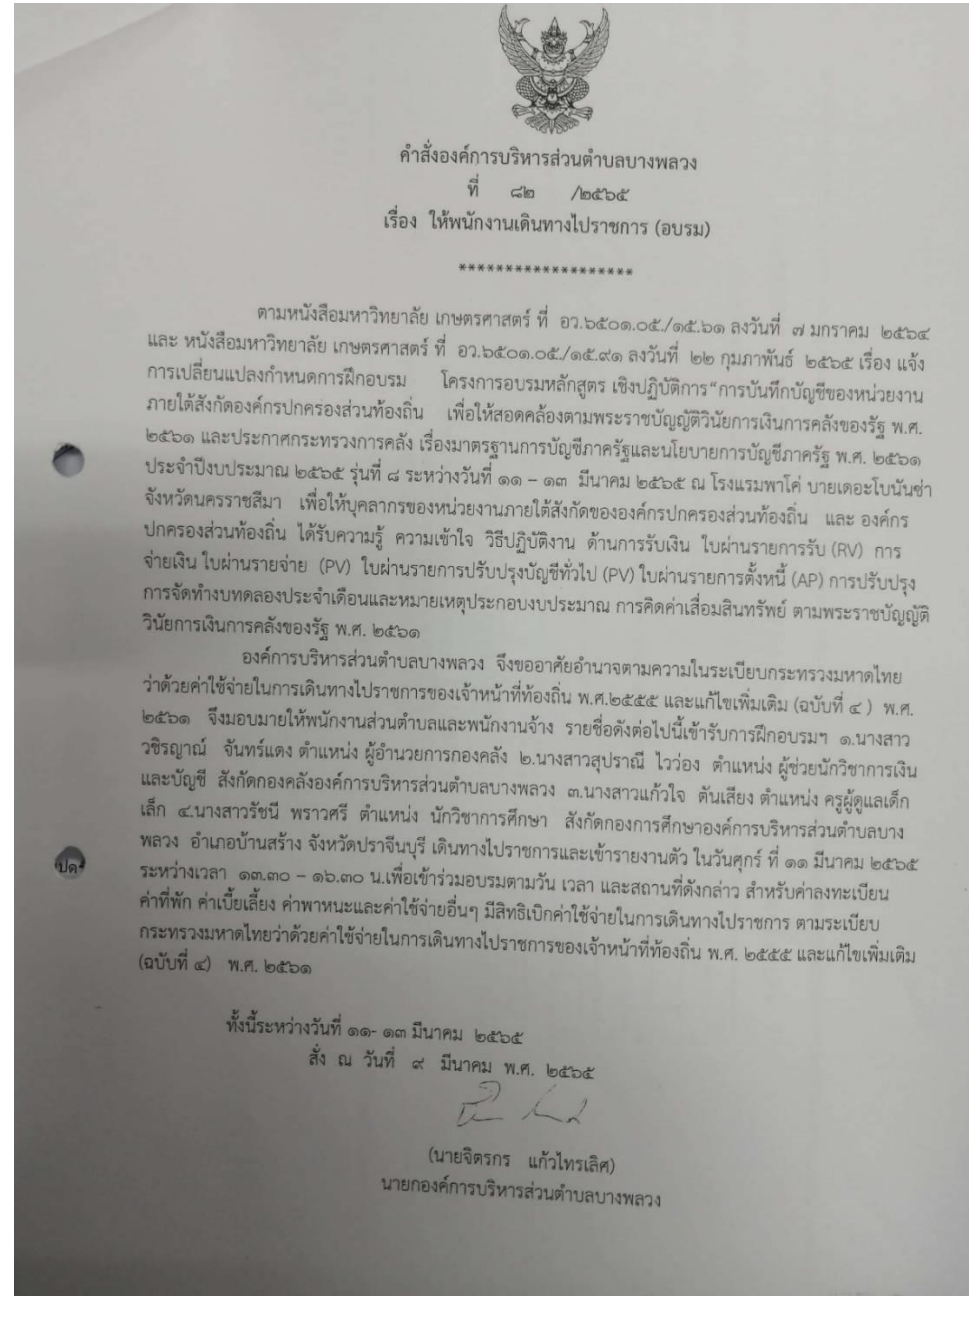 คำสั่งองค์การบริหารส่วนตำบลบางพลวง
ที่ ๘๒ /๒๕๖๕
เรื่อง ให้พนักงานเดินทางไปราชการ (อบรม)
*******************
ตามหนังสือมหาวิทยาลัย เกษตรศาสตร์ ที่ อว.๖๕๐๑.๐๕./๑๕.๖๑ ลงวันที่ ๗ มกราคม ๒๕๖๔
และ หนังสือมหาวิทยาลัย เกษตรศาสตร์ ที่ อว.๖๕๐๑.๐๕./๑๕.๙๑ ลงวันที่ ๒๒ กุมภาพันธ์ ๒๕๖๕ เรื่อง แจ้ง
การเปลี่ยนแปลงกำหนดการฝึกอบรม โครงการอบรมหลักสูตร เชิงปฏิบัติการ “การบันทึกบัญชีของหน่วยงาน
ภายใต้สังกัดองค์กรปกครองส่วนท้องถิ่น เพื่อให้สอดคล้องตามพระราชบัญญัติวินัยการเงินการคลังของรัฐ พ.ศ.
๒๕๖๑ และประกาศกระทรวงการคลัง เรื่องมาตรฐานการบัญชีภาครัฐและนโยบายการบัญชีภาครัฐ พ.ศ. ๒๕๖๑
ประจำปีงบประมาณ ๒๕๖๕ รุ่นที่ ๘ ระหว่างวันที่ ๑๑ – ๑๓ มีนาคม ๒๕๖๕ ณ โรงแรมพาโค่ บายเดอะโบนันซ่า
จังหวัดนครราชสีมา เพื่อให้บุคลากรของหน่วยงานภายใต้สังกัดขององค์กรปกครองส่วนท้องถิ่น และ องค์กร
ปกครองส่วนท้องถิ่น ได้รับความรู้ ความเข้าใจ วิธีปฏิบัติงาน ด้านการรับเงิน ใบผ่านรายการรับ (RV) การ
จ่ายเงิน ใบผ่านรายจ่าย (PV) ใบผ่านรายการปรับปรุงบัญชีทั่วไป (PV) ใบผ่านรายการตั้งหนี้ (AP) การปรับปรุง
การจัดทำงบทดลองประจำเดือนและหมายเหตุประกอบงบประมาณ การคิดค่าเสื่อมสินทรัพย์ ตามพระราชบัญญัติ
วินัยการเงินการคลังของรัฐ พ.ศ. ๒๕๖๑
องค์การบริหารส่วนตำบลบางพลวง จึงขออาศัยอำนาจตามความในระเบียบกระทรวงมหาดไทย
ว่าด้วยค่าใช้จ่ายในการเดินทางไปราชการของเจ้าหน้าที่ท้องถิ่น พ.ศ.๒๕๕๕ และแก้ไขเพิ่มเติม (ฉบับที่ ๔ ) พ.ศ.
๒๕๖๑ จึงมอบมายให้พนักงานส่วนตำบลและพนักงานจ้าง รายชื่อดังต่อไปนี้เข้ารับการฝึกอบรมฯ ๑.นางสาว
วชิรญาณ์ จันทร์แดง ตำแหน่ง ผู้อำนวยการกองคลัง ๒.นางสาวสุปราณี ไวว่อง ตำแหน่ง ผู้ช่วยนักวิชาการเงิน
และบัญชี สังกัดกองคลังองค์การบริหารส่วนตำบลบางพลวง ๓.นางสาวแก้วใจ ตันเสียง ตำแหน่ง ครูผู้ดูแลเด็ก
เล็ก ๔.นางสาวรัชนี พราวศรี ตำแหน่ง นักวิชาการศึกษา สังกัดกองการศึกษาองค์การบริหารส่วนตำบลบาง
พลวง อำเภอบ้านสร้าง จังหวัดปราจีนบุรี เดินทางไปราชการและเข้ารายงานตัว ในวันศุกร์ ที่ ๑๑ มีนาคม ๒๕๖๕
ระหว่างเวลา ๑๓.๓๐ – ๑๖.๓๐ น.เพื่อเข้าร่วมอบรมตามวัน เวลา และสถานที่ดังกล่าว สำหรับค่าลงทะเบียน
ค่าที่พัก ค่าเบี้ยเลี้ยง ค่าพาหนะและค่าใช้จ่ายอื่นๆ มีสิทธิเบิกค่าใช้จ่ายในการเดินทางไปราชการ ตามระเบียบ
กระทรวงมหาดไทยว่าด้วยค่าใช้จ่ายในการเดินทางไปราชการของเจ้าหน้าที่ท้องถิ่น พ.ศ. ๒๕๕๕ และแก้ไขเพิ่มเติม
(ฉบับที่ ๔) พ.ศ. ๒๕๖๑
ทั้งนี้ระหว่างวันที่ ๑๑- ๑๓ มีนาคม ๒๕๖๕
สั่ง ณ วันที่ ๙ มีนาคม พ.ศ. ๒๕๖๕
(นายจิตรกร แก้วไทรเลิศ)
นายกองค์การบริหารส่วนตำบลบางพลวง